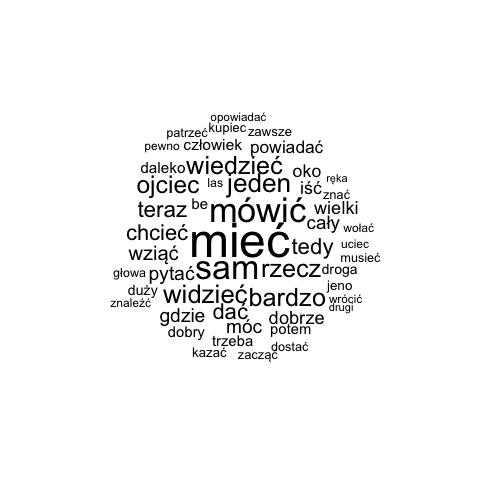 opowiadać
patrzeć kupiec zawsze
pewno człowiek powiadać
daleko wiedzieć oko
ojciec las jeden iść ręka
znać
teraz be mówić wielki
cały
chcieć wołać
mieć tedy uciec
wziąć musieć
głowa pytać sam rzecz droga
duży jeno
znaleźć widzieć bardzo wrócić
drugi
gdzie dać dobrze
dobry móc potem
trzeba
kazać zacząć dostać